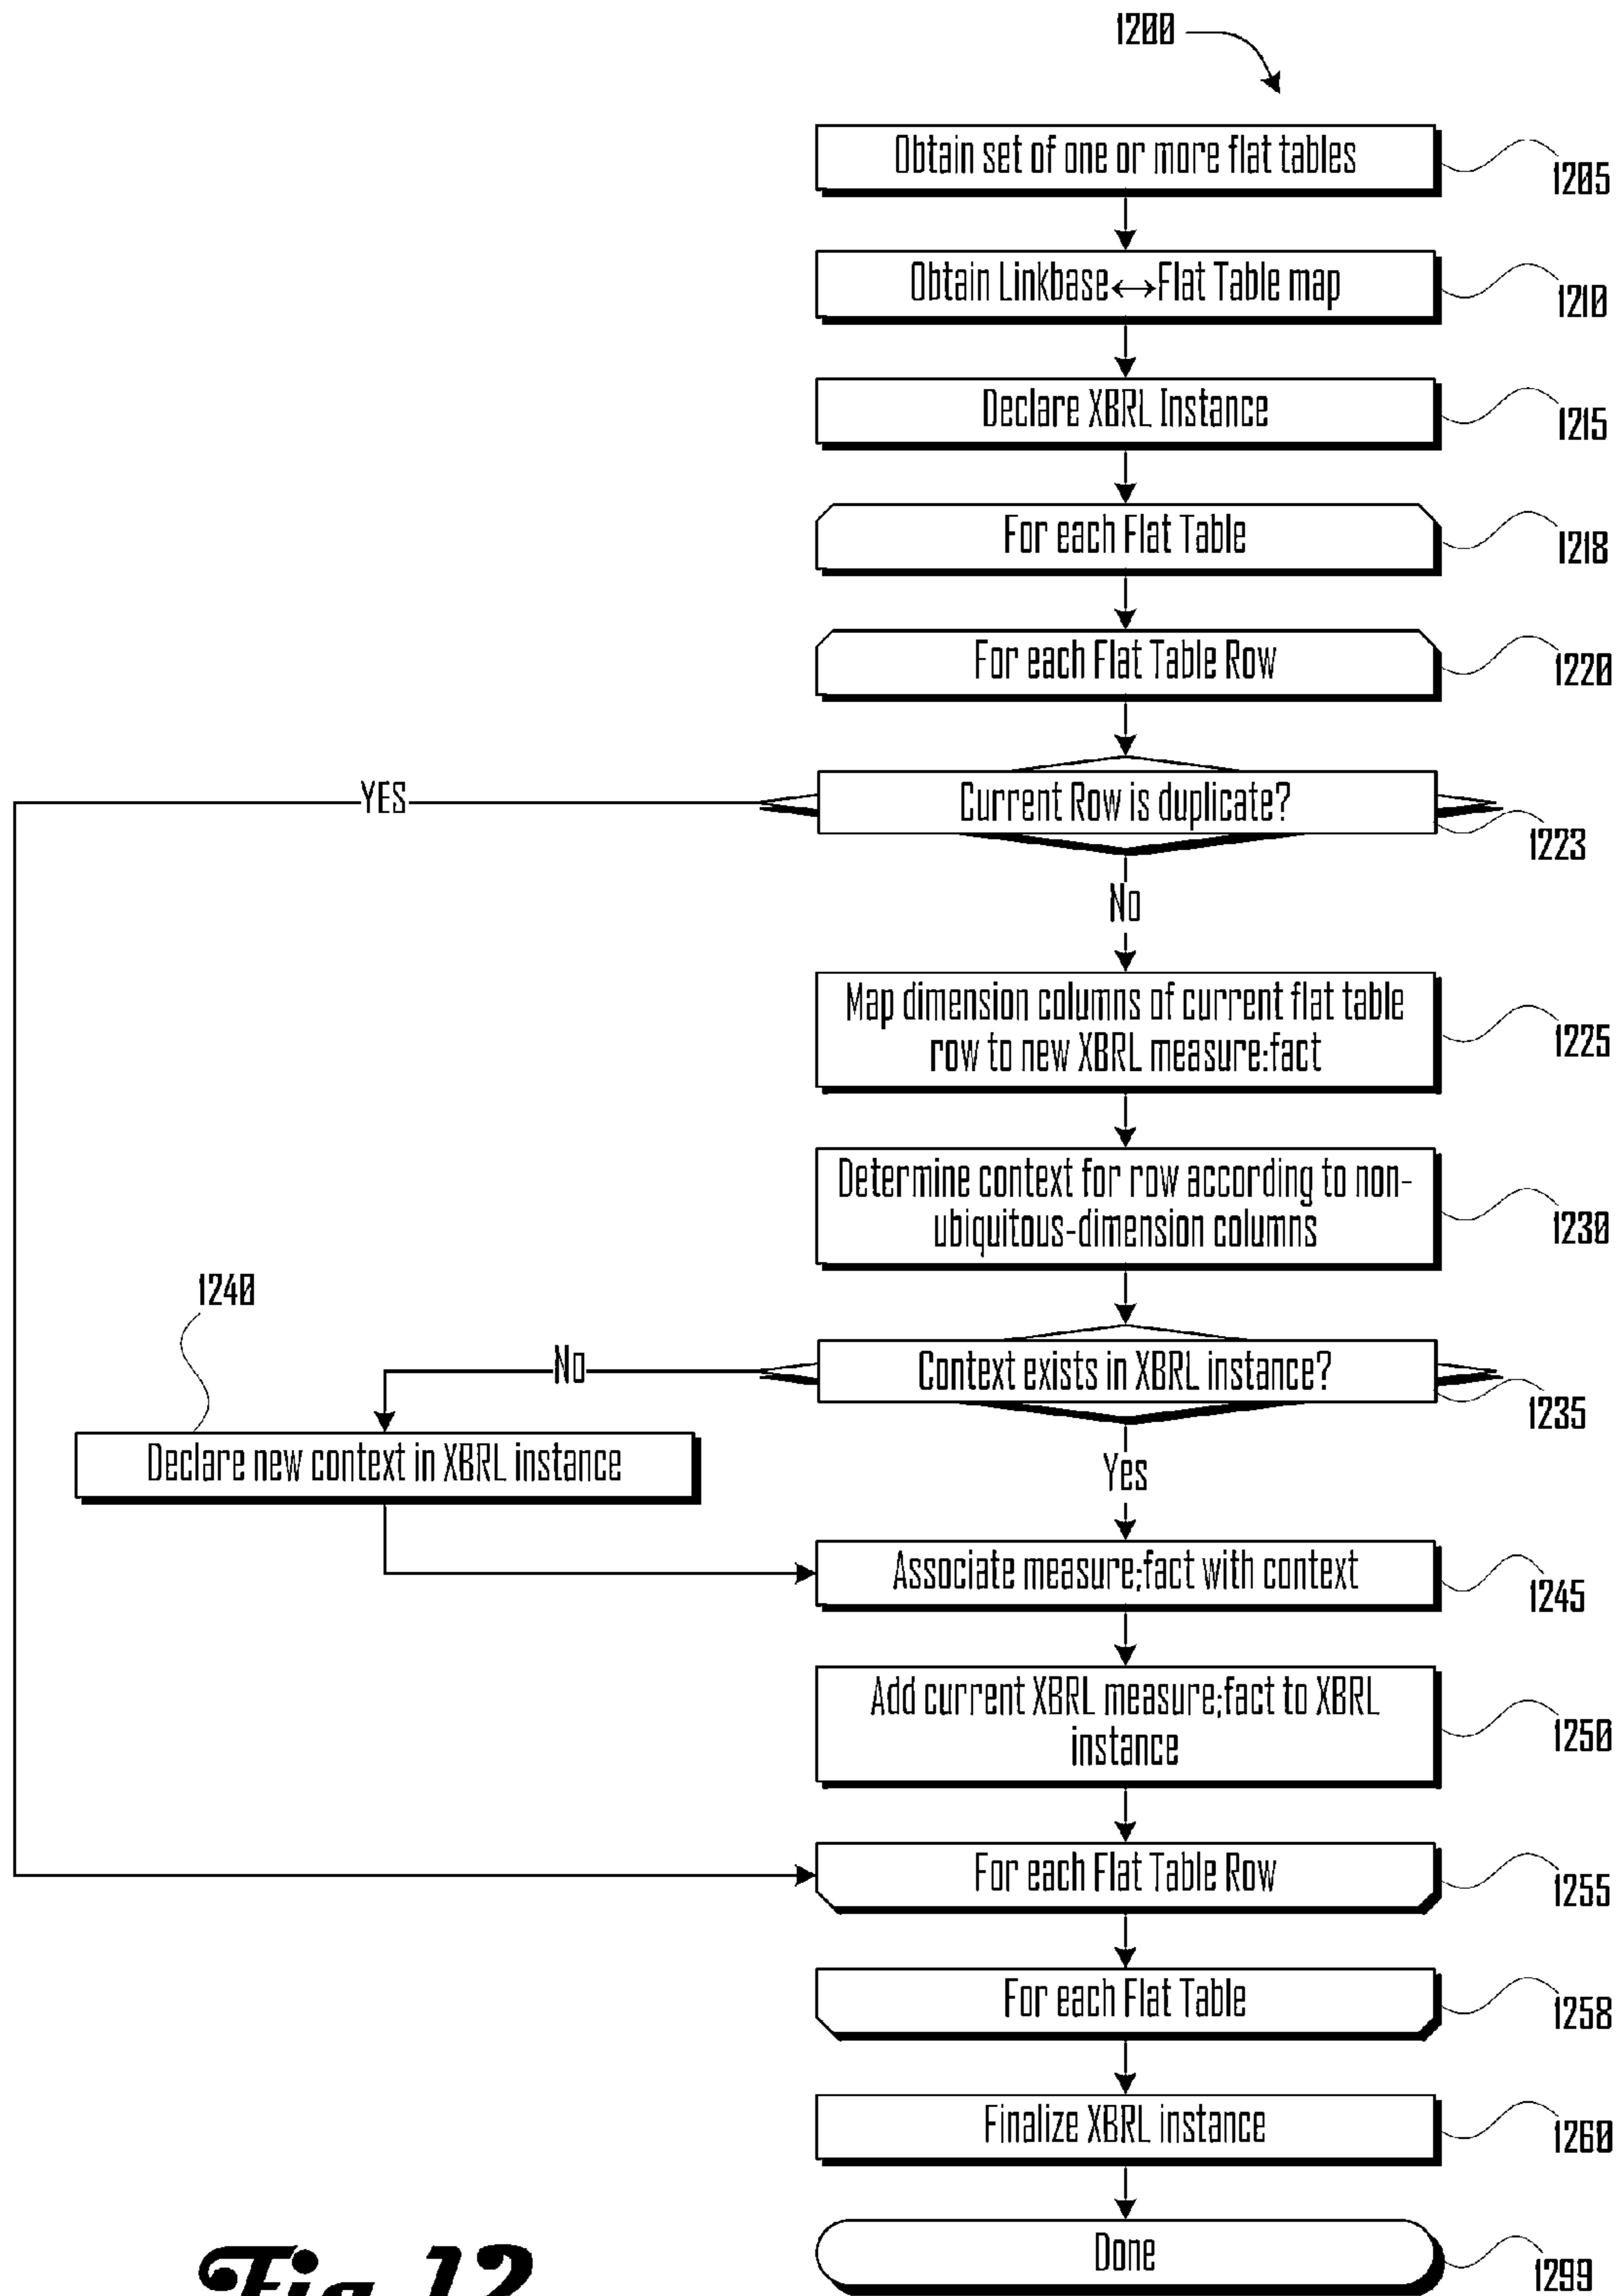 1200
Obtain set of one or more flat tables
1205
Obtain Linkbase↔Flat Table map
1210
Declare XBRL Instance
1215
For each Flat Table
1218
For each Flat Table Row
1220
YES
Current Row is duplicate?
1223
No
Map dimension columns of current flat table
row to new XBRL measure:fact
1225
Determine context for row according to non-
ubiquitous-dimension columns
1230
1240
No
Context exists in XBRL instance?
1235
Declare new context in XBRL instance
Yes
Associate measure:fact with context
1245
Add current XBRL measure:fact to XBRL
instance
1250
For each Flat Table Row
1255
For each Flat Table
1258
Finalize XBRL instance
1260
Done
1299
Fig.12